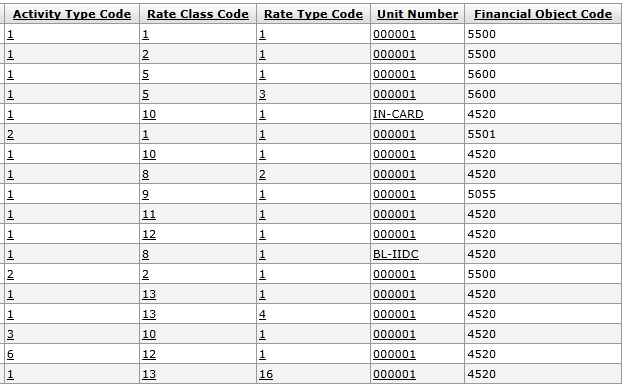 Activity Type Code Rate Class Code Rate Type Code Unit Number Financial Object Code
1 1 1 000001 5500
1 2 1 000001 5500
1 5 1 000001 5600
1 5 3 000001 5600
1 10 1 IN-CARD 4520
2 1 1 000001 5501
1 10 1 000001 4520
1 8 2 000001 4520
1 9 1 000001 5055
1 11 1 000001 4520
1 12 1 000001 4520
1 8 1 BL-IIDC 4520
2 2 1 000001 5500
1 13 1 000001 4520
1 13 4 000001 4520
3 10 1 000001 4520
6 12 1 000001 4520
1 13 16 000001 4520